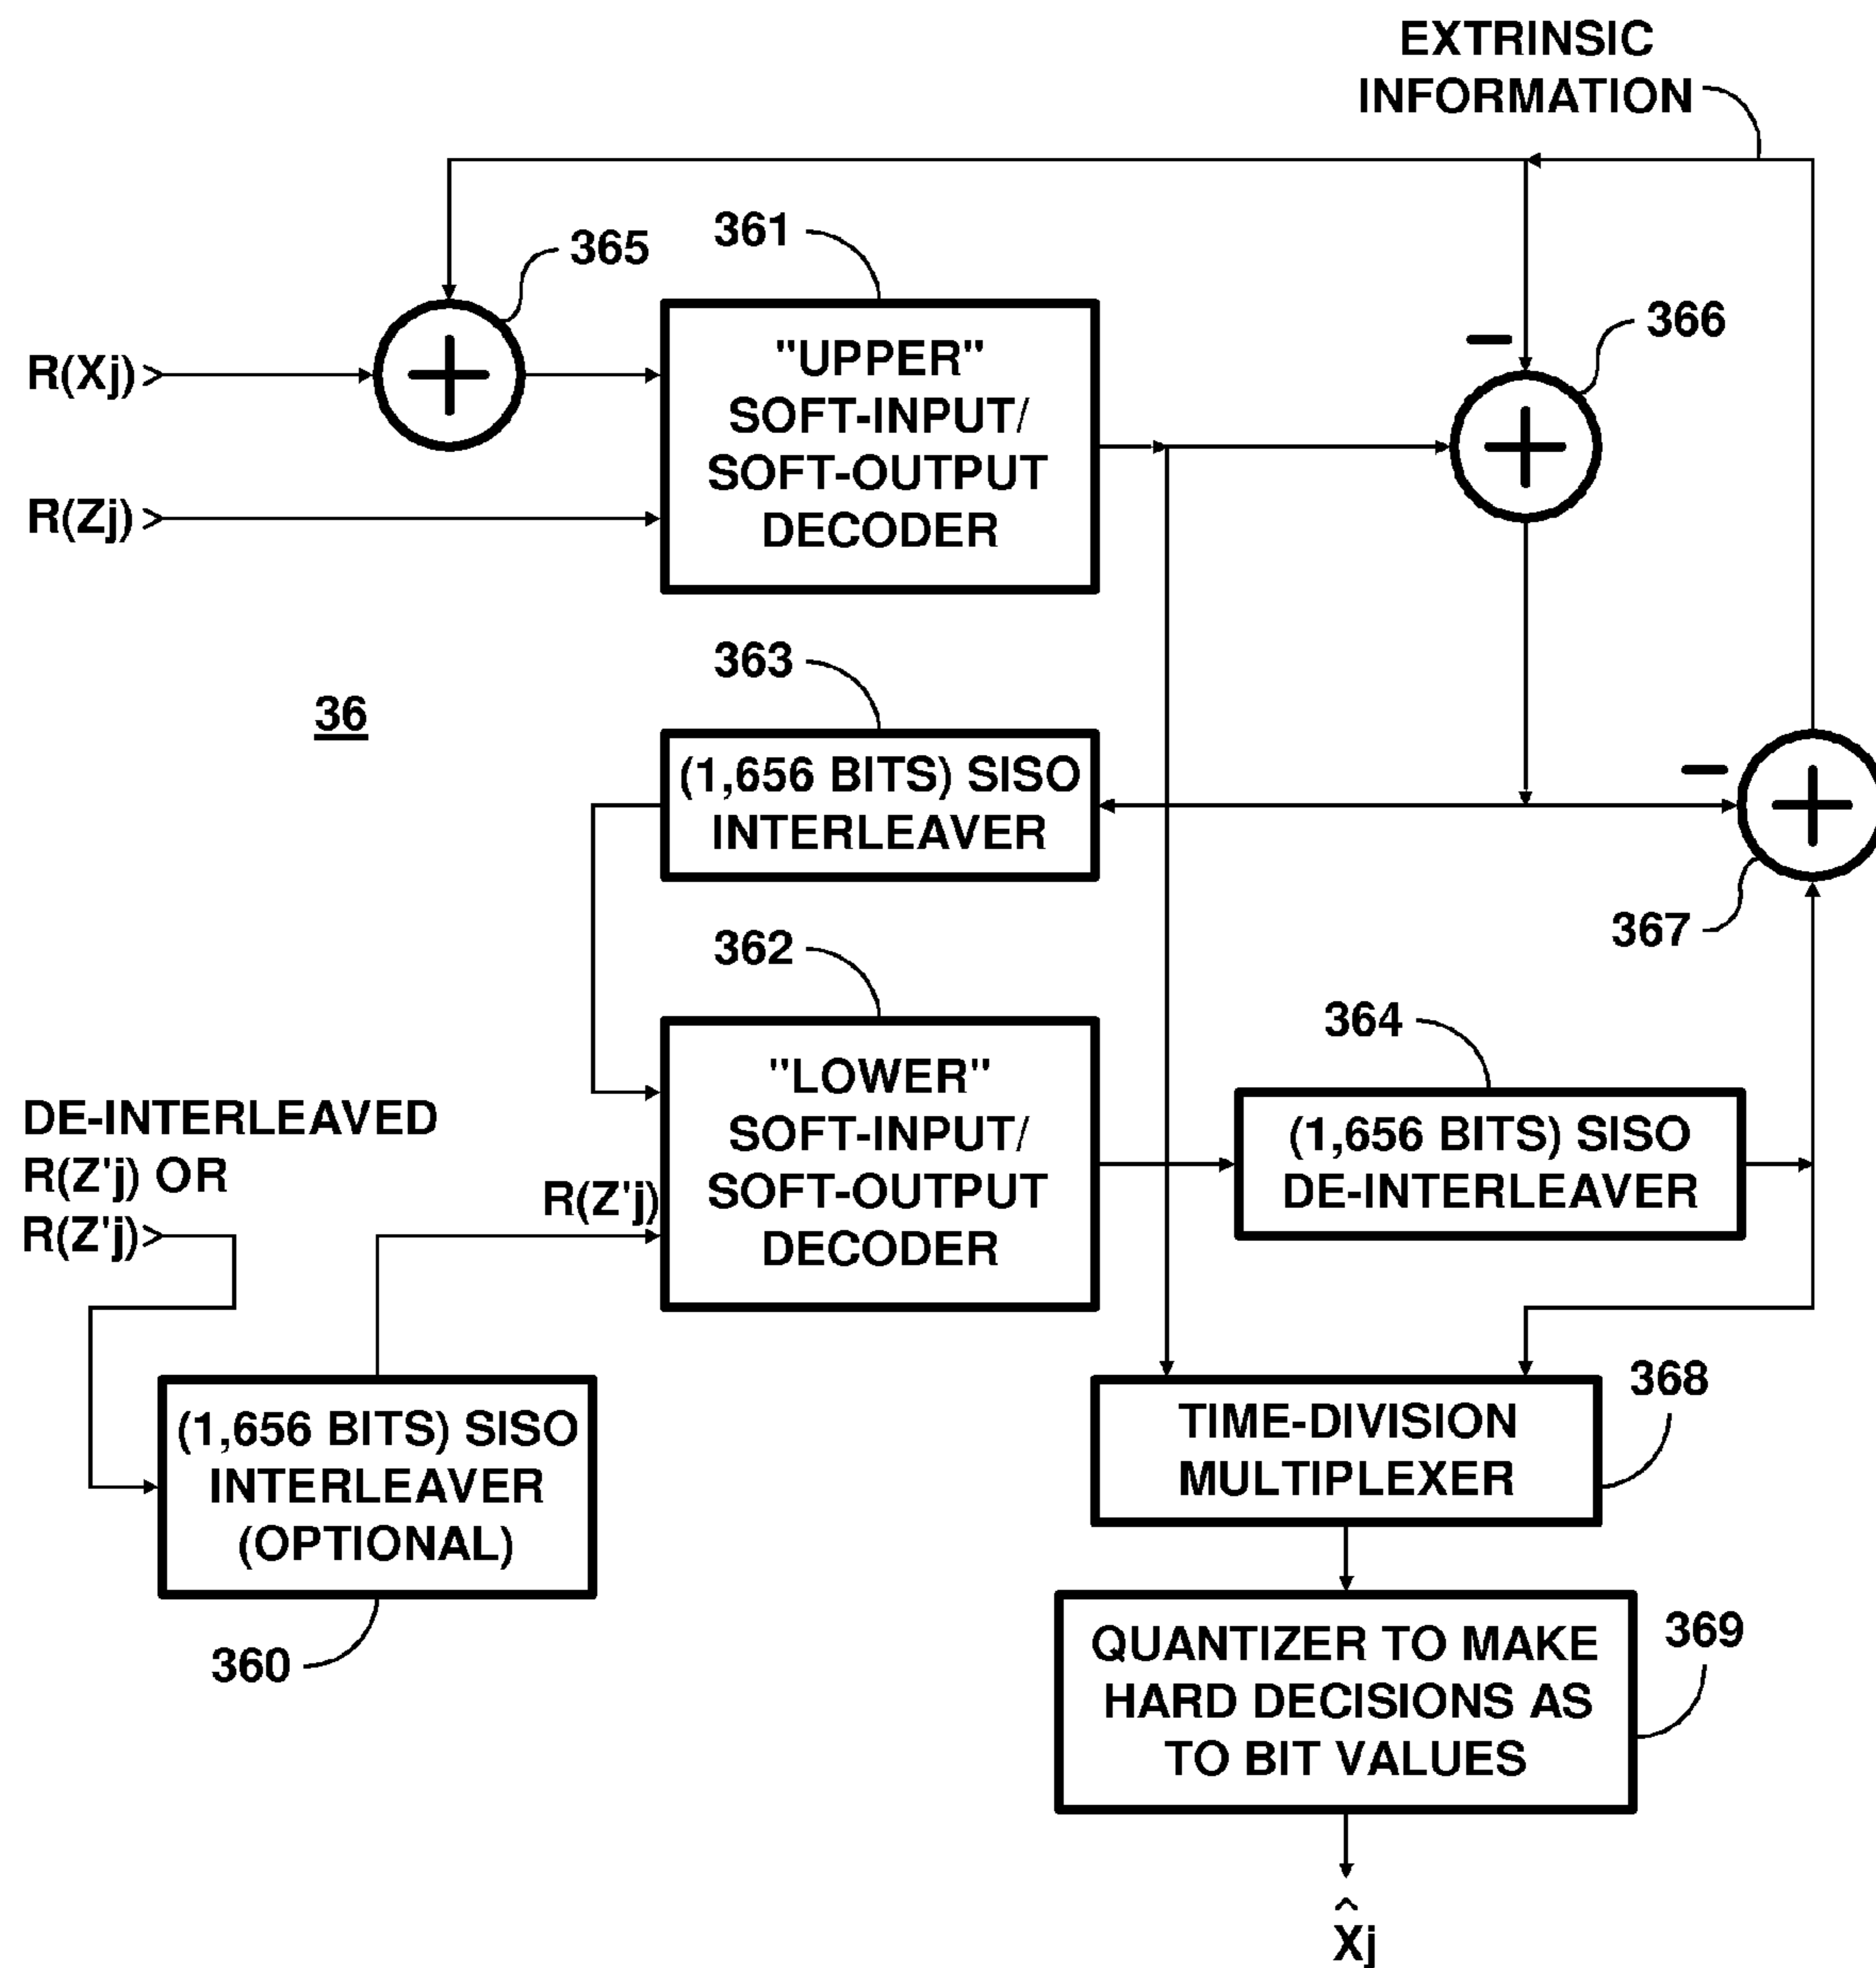 EXTRINSIC
INFORMATION
365
361
366
R(Xj)
"UPPER"
SOFT-INPUT/
SOFT-OUTPUT
DECODER
+
+
−
R(Zj)
363
36
(1,656 BITS) SISO
INTERLEAVER
−
+
367
362
364
"LOWER"
SOFT-INPUT/
SOFT-OUTPUT
DECODER
(1,656 BITS) SISO
DE-INTERLEAVER
DE-INTERLEAVED
R(Z'j) OR
R(Z'j)
R(Z'j)
368
(1,656 BITS) SISO
INTERLEAVER
(OPTIONAL)
TIME-DIVISION
MULTIPLEXER
360
369
QUANTIZER TO MAKE
HARD DECISIONS AS
TO BIT VALUES
X̂j